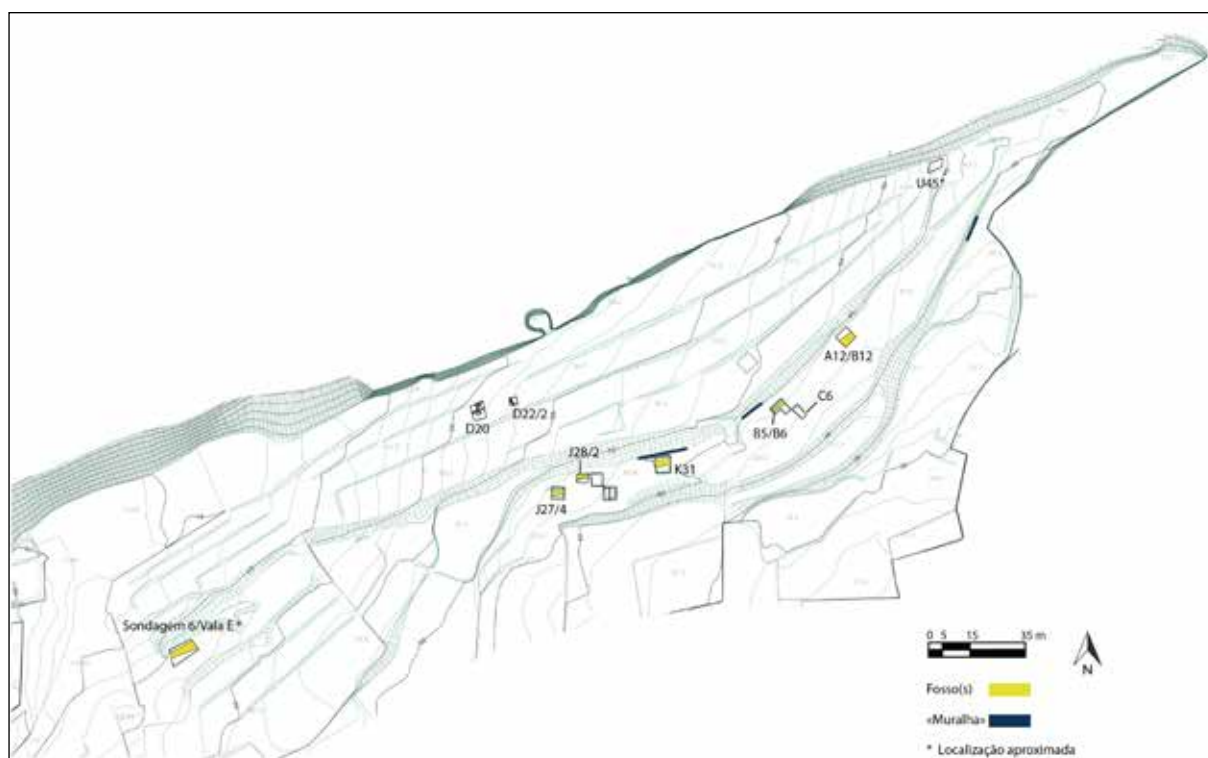 U45*
A12/B12
C6
B5/B6
D22/2
D20
J28/2
K31
J27/4
Sondagem 6/Vala E*
0 5 15 35 m
N
Fosso(s)
«Muralha»
* Localização aproximada